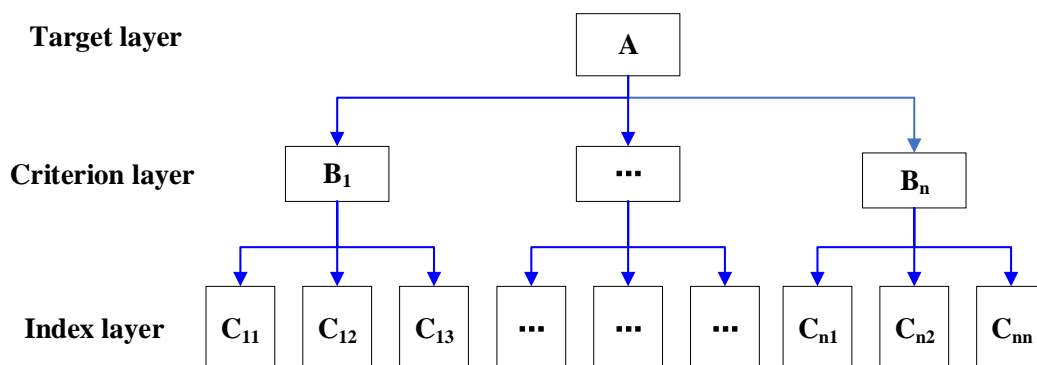 Target layer
A
Criterion layer
B₁
...
Bₙ
Index layer
C₁₁
C₁₂
C₁₃
...
...
...
Cₙ₁
Cₙ₂
Cₙₙ